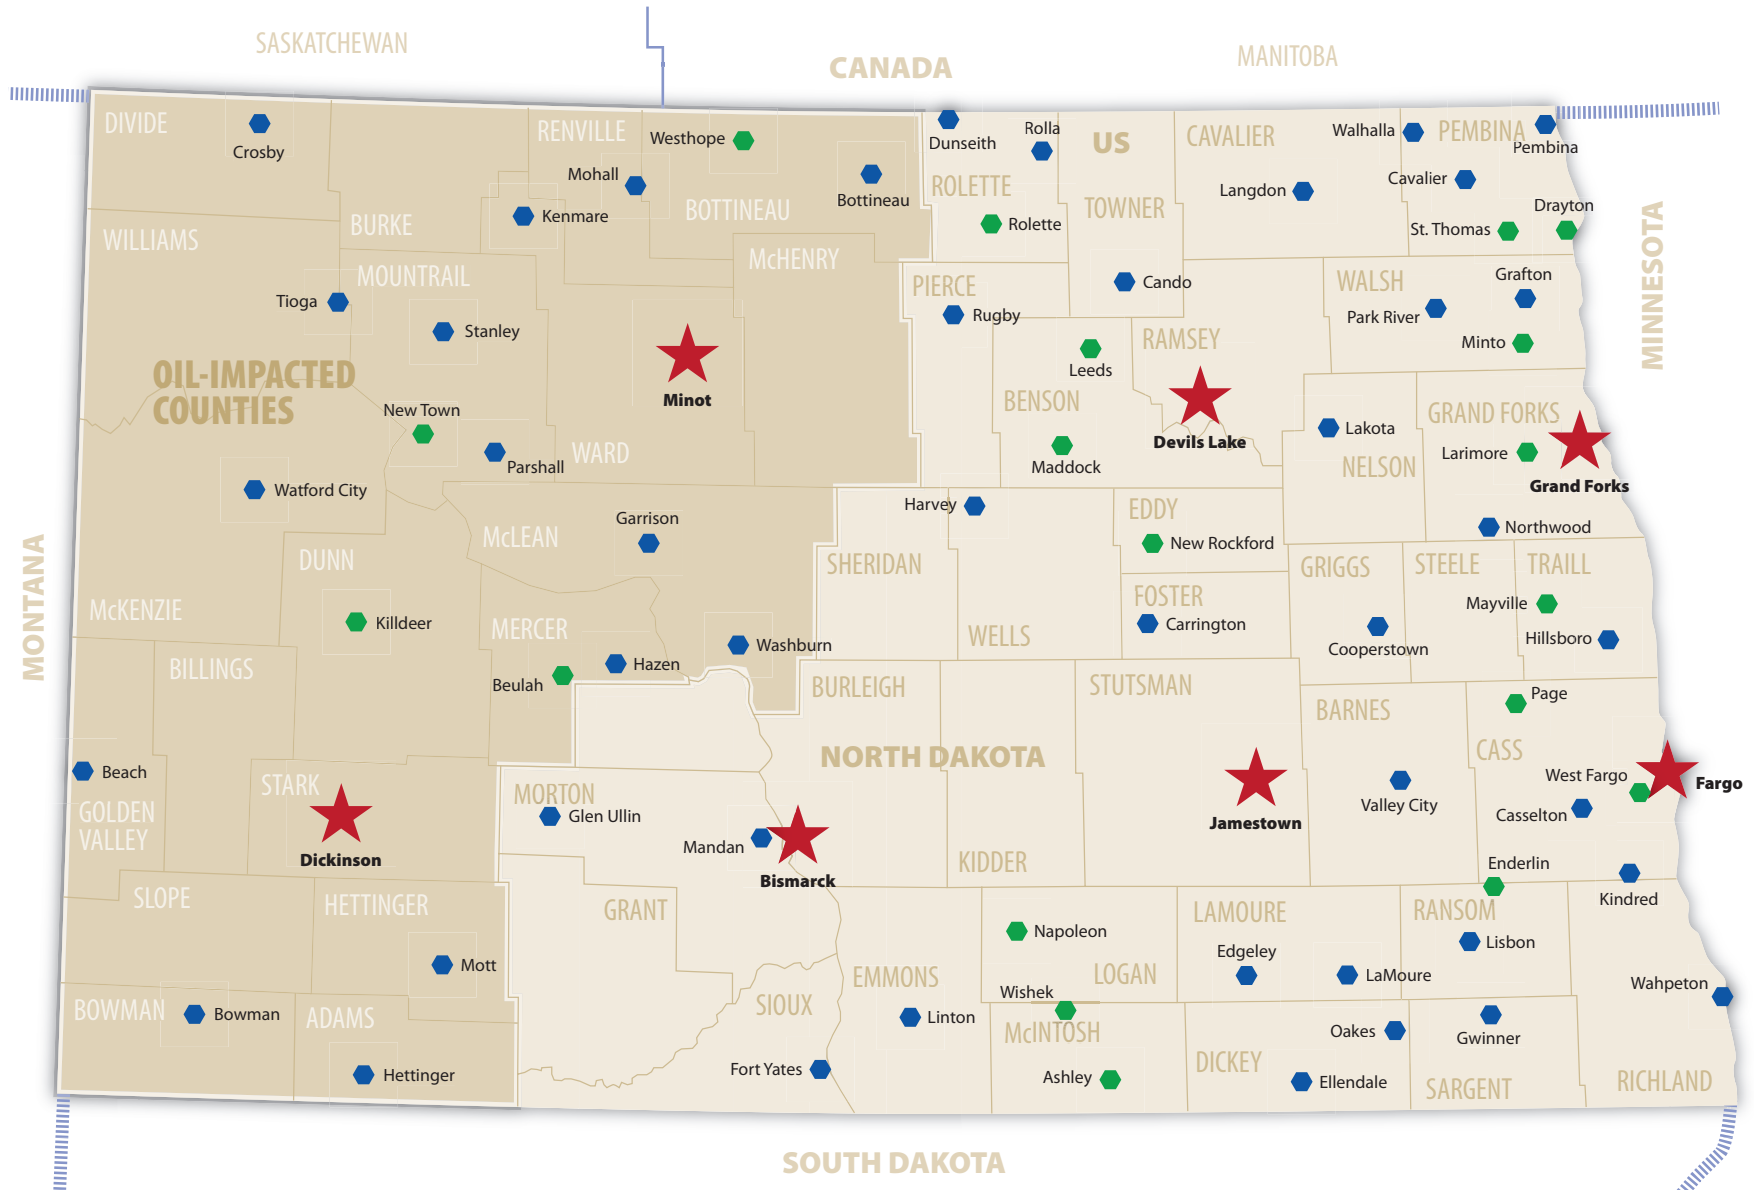 SASKATCHEWAN
CANADA
MANITOBA
DIVIDE
Crosby
RENVILLE
Westhope
Mohall
Kenmare
BURKE
BOTTINEAU
Bottineau
Dunseith
Rolla
US
ROLETTE
Rolette
TOWNER
CAVALIER
Langdon
Walhalla
PEMBINA
Pembina
Cavalier
Drayton
St. Thomas
WILLIAMS
MOUNTRAIL
Tioga
Stanley
McHENRY
PIERCE
Rugby
Cando
WALSH
Grafton
Park River
Minto
MINNESOTA
OIL-IMPACTED
COUNTIES
Minot
Leeds
RAMSEY
BENSON
Devils Lake
Maddock
New Town
Parshall
WARD
Watford City
Lakota
NELSON
GRAND FORKS
Larimore
Grand Forks
Northwood
MONTANA
McKENZIE
DUNN
Killdeer
McLEAN
Garrison
Harvey
SHERIDAN
WELLS
EDDY
New Rockford
FOSTER
Carrington
GRIGGS
Cooperstown
STEELE
TRAILL
Mayville
Hillsboro
MERCER
Hazen
Beulah
Washburn
BILLINGS
BURLEIGH
STUTSMAN
BARNES
Page
CASS
NORTH DAKOTA
Beach
GOLDEN
VALLEY
STARK
Dickinson
MORTON
Glen Ullin
Mandan
Bismarck
KIDDER
Jamestown
Valley City
West Fargo
Fargo
Casselton
Enderlin
Kindred
SLOPE
HETTINGER
Mott
GRANT
Napoleon
LOGAN
LAMOURE
Edgeley
LaMoure
RANSOM
Lisbon
Wahpeton
BOWMAN
Bowman
ADAMS
Hettinger
SIOUX
EMMONS
Linton
Fort Yates
Wishek
McINTOSH
Ashley
DICKEY
Oakes
Ellendale
Gwinner
SARGENT
RICHLAND
SOUTH DAKOTA